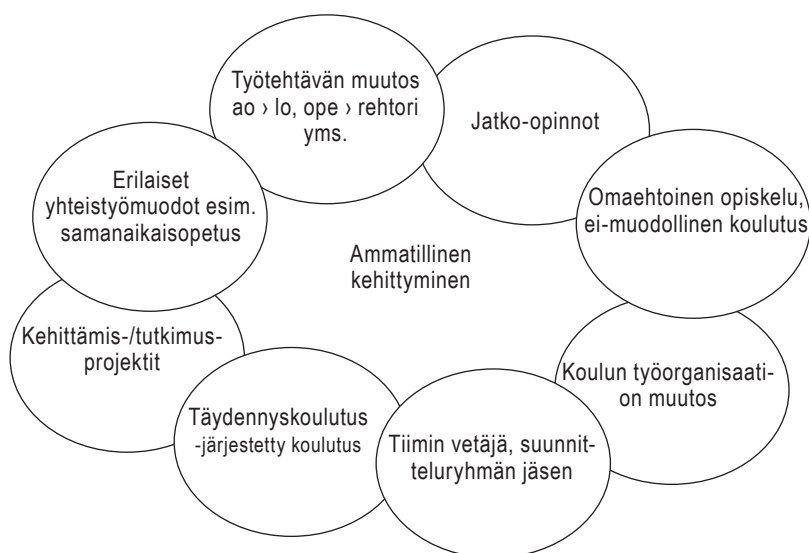 Työtehtävän muutos
ao › lo, ope › rehtori
yms.
Jatko-opinnot
Erilaiset
yhteistyömuodot esim.
samanaikaisopetus
Omaehtoinen opiskelu,
ei-muodollinen koulutus
Ammatillinen
kehittyminen
Kehittämis-/tutkimus-
projektit
Koulun työorganisaati-
on muutos
Täydennyskoulutus
-järjestetty koulutus
Tiimin vetäjä, suunnit-
teluryhmän jäsen